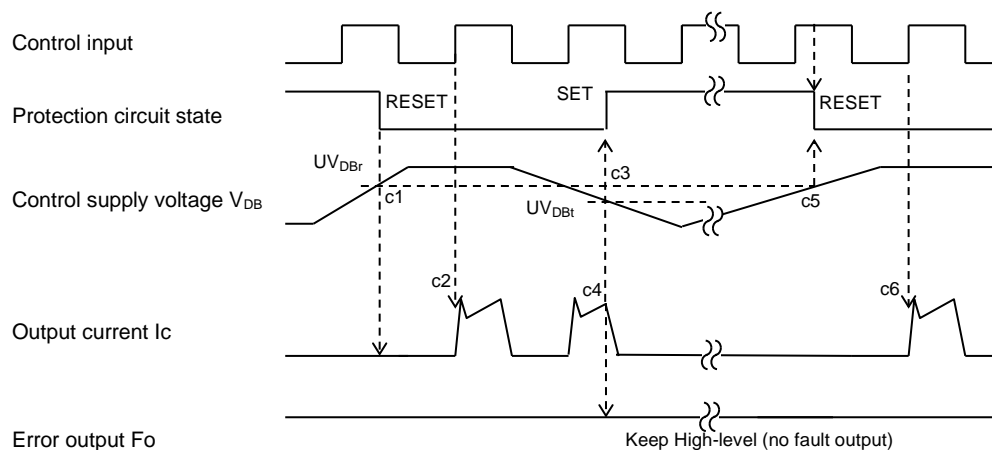 Control input
RESET
SET
RESET
Protection circuit state
UVDBr
c1
c3
c5
Control supply voltage VDB
UVDBt
c2
c4
c6
Output current Ic
Error output Fo
Keep High-level (no fault output)